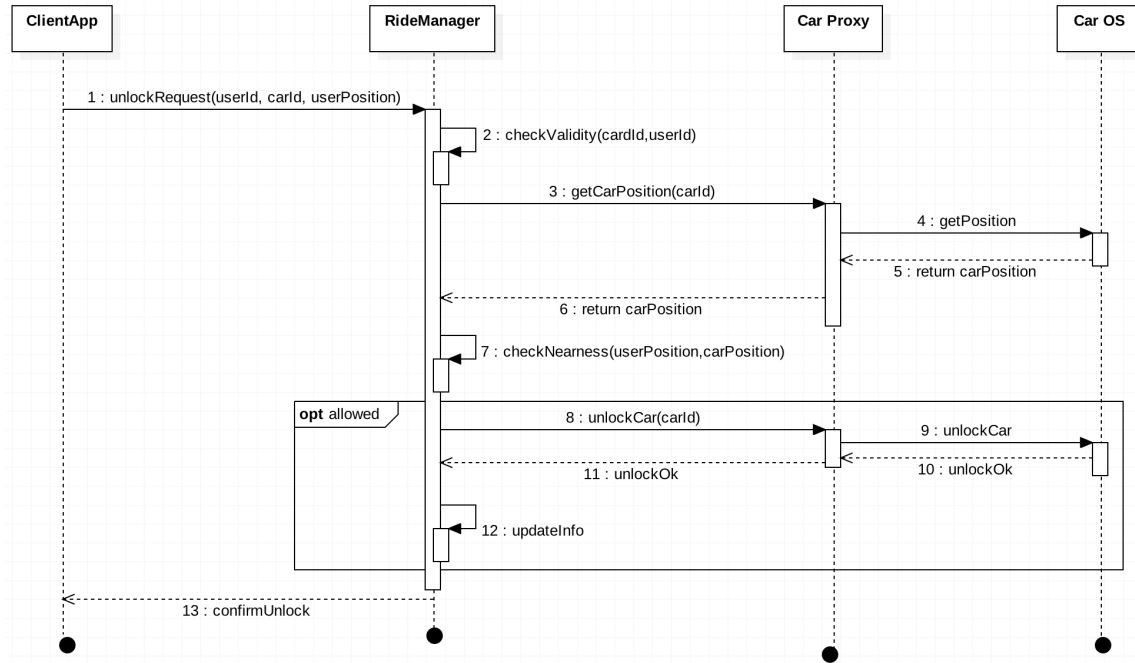 ClientApp
RideManager
Car Proxy
Car OS
1 : unlockRequest(userId, carId, userPosition)
2 : checkValidity(cardId,userId)
3 : getCarPosition(carId)
4 : getPosition
5 : return carPosition
6 : return carPosition
7 : checkNearness(userPosition,carPosition)
opt allowed
8 : unlockCar(carId)
9 : unlockCar
10 : unlockOk
11 : unlockOk
12 : updateInfo
13 : confirmUnlock